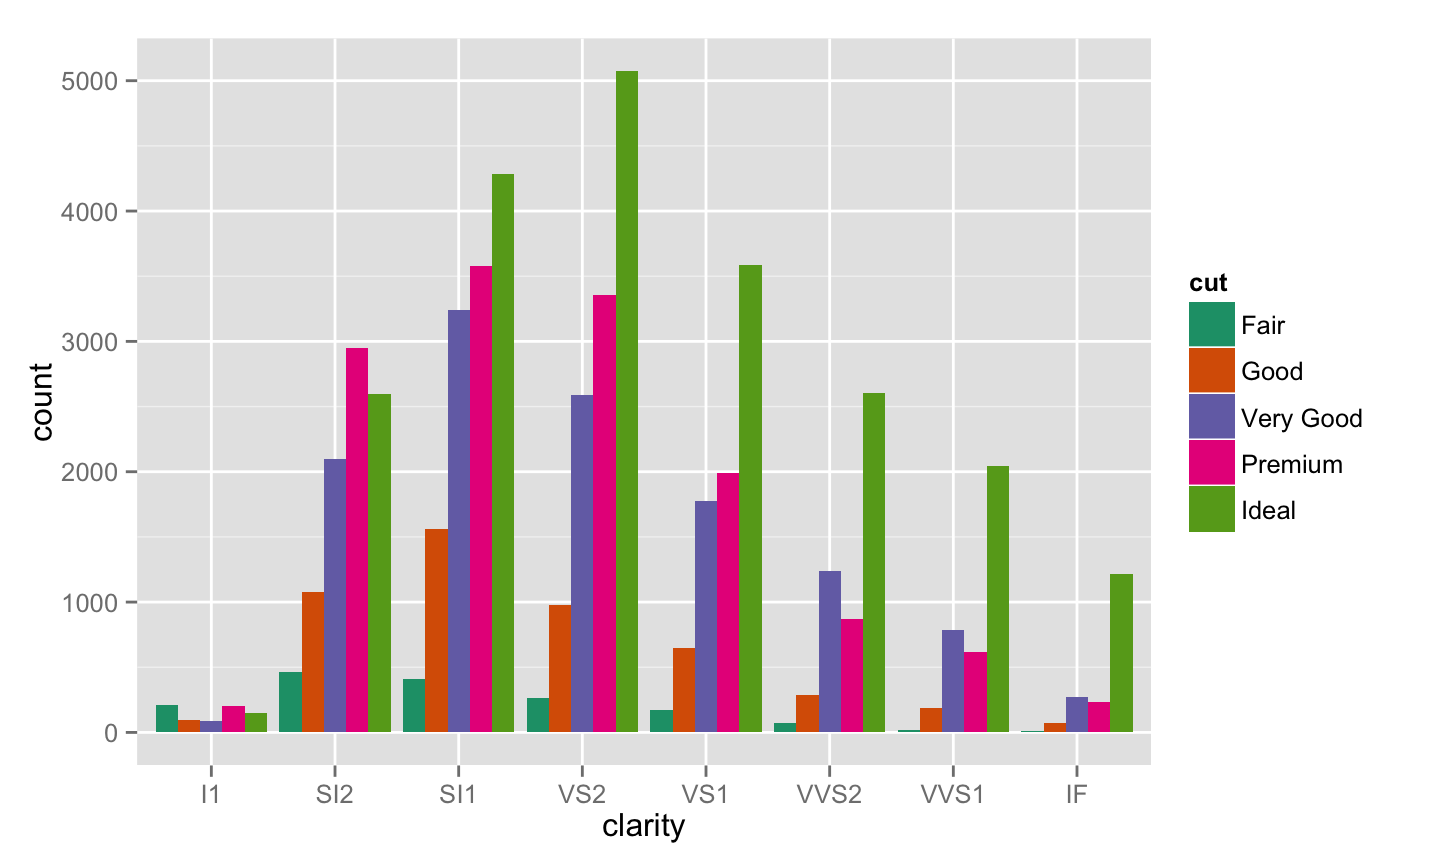 5000
4000
3000
2000
1000
0
count
I1 SI2 SI1 VS2 VS1 VVS2 VVS1 IF
clarity
cut
Fair
Good
Very Good
Premium
Ideal